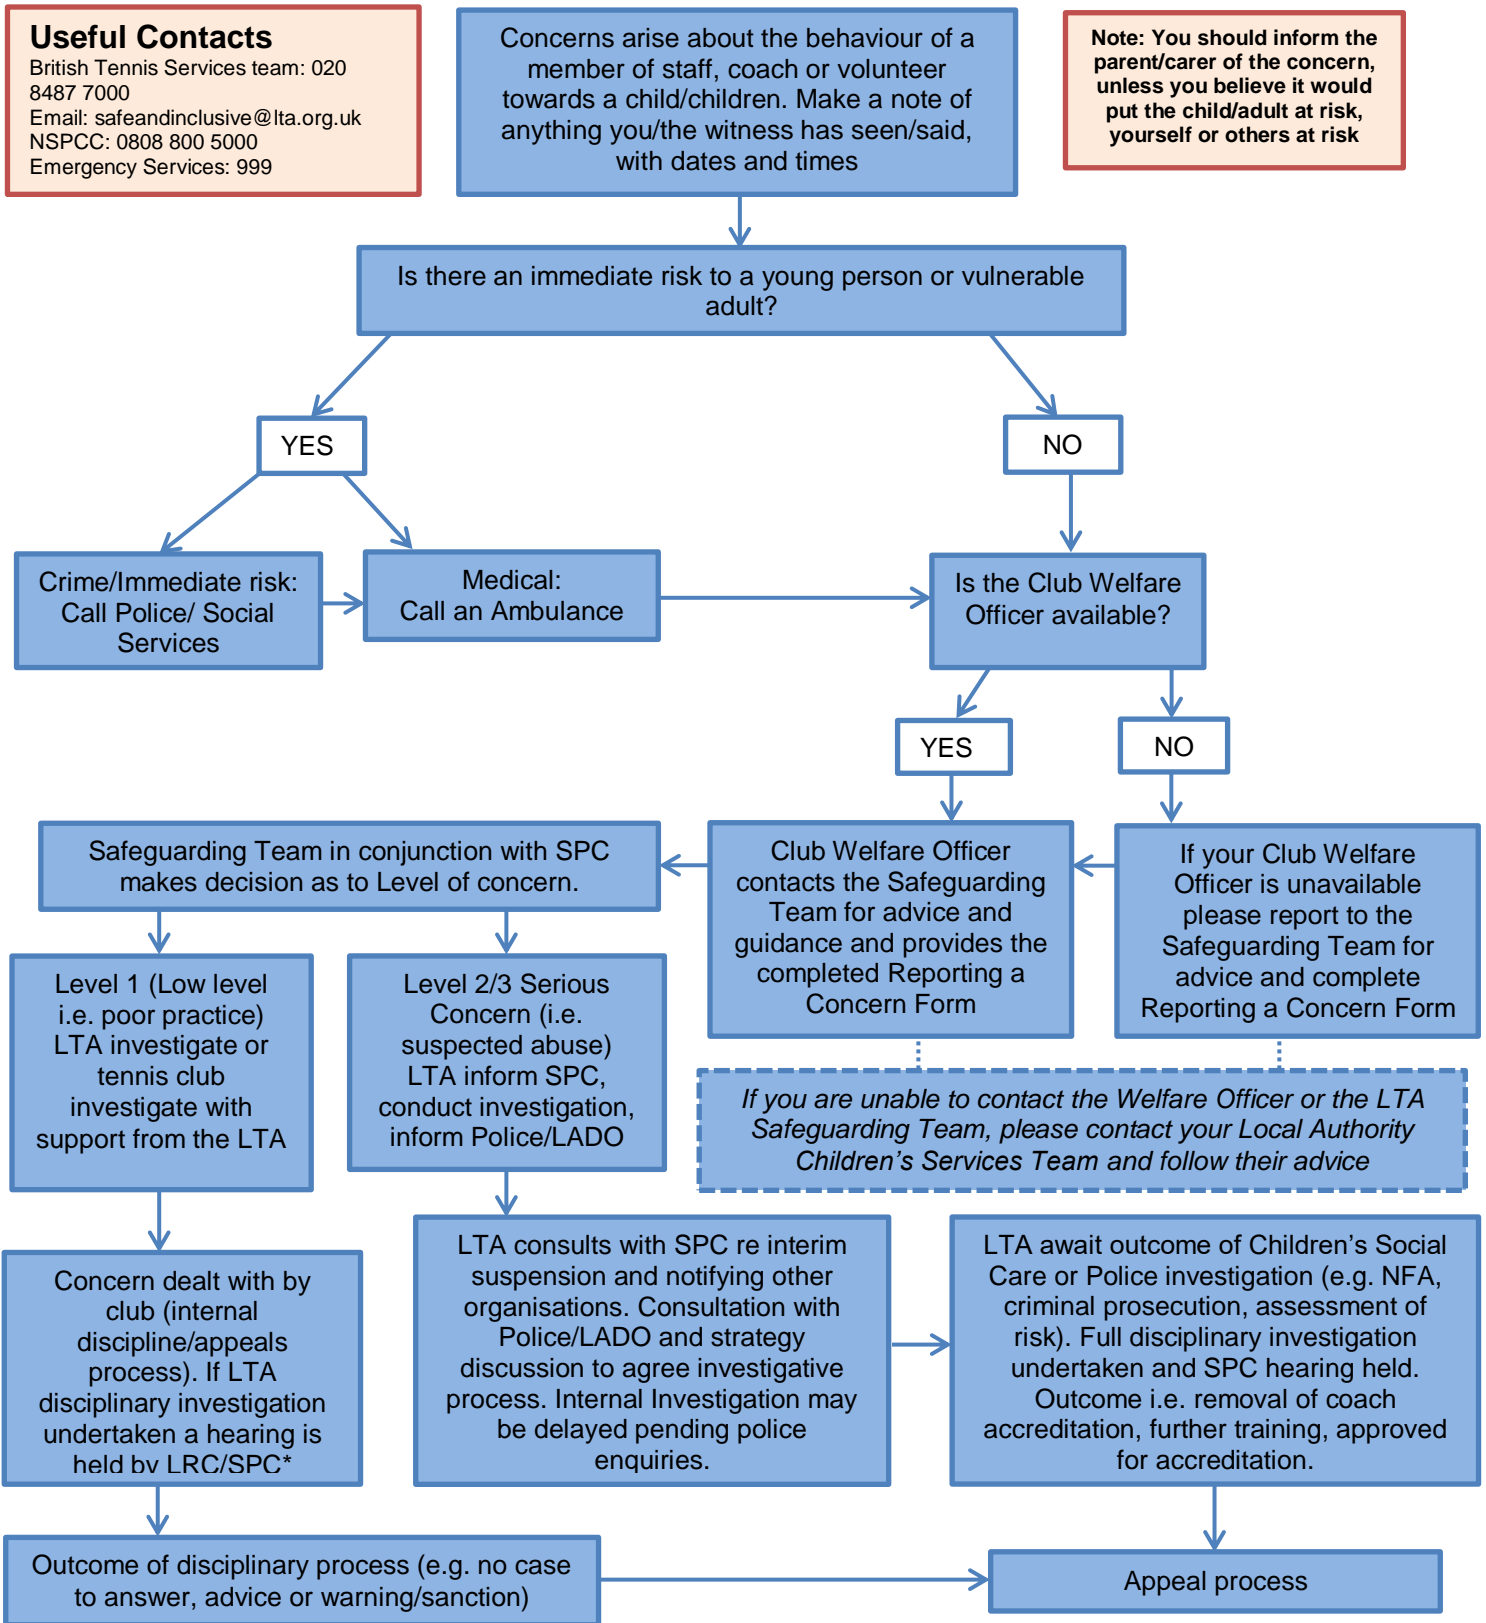 Useful Contacts
British Tennis Services team: 020
8487 7000
Email: safeandinclusive@lta.org.uk
NSPCC: 0808 800 5000
Emergency Services: 999
Concerns arise about the behaviour of a
member of staff, coach or volunteer
towards a child/children. Make a note of
anything you/the witness has seen/said,
with dates and times
Note: You should inform the
parent/carer of the concern,
unless you believe it would
put the child/adult at risk,
yourself or others at risk
Is there an immediate risk to a young person or vulnerable
adult?
YES
NO
Crime/Immediate risk:
Call Police/ Social
Services
Medical:
Call an Ambulance
Is the Club Welfare
Officer available?
YES
NO
Safeguarding Team in conjunction with SPC
makes decision as to Level of concern.
Club Welfare Officer
contacts the Safeguarding
Team for advice and
guidance and provides the
completed Reporting a
Concern Form
If your Club Welfare
Officer is unavailable
please report to the
Safeguarding Team for
advice and complete
Reporting a Concern Form
Level 1 (Low level
i.e. poor practice)
LTA investigate or
tennis club
investigate with
support from the LTA
Level 2/3 Serious
Concern (i.e.
suspected abuse)
LTA inform SPC,
conduct investigation,
inform Police/LADO
If you are unable to contact the Welfare Officer or the LTA
Safeguarding Team, please contact your Local Authority
Children’s Services Team and follow their advice
Concern dealt with by
club (internal
discipline/appeals
process). If LTA
disciplinary investigation
undertaken a hearing is
held by LRC/SPC*
LTA consults with SPC re interim
suspension and notifying other
organisations. Consultation with
Police/LADO and strategy
discussion to agree investigative
process. Internal Investigation may
be delayed pending police
enquiries.
LTA await outcome of Children’s Social
Care or Police investigation (e.g. NFA,
criminal prosecution, assessment of
risk). Full disciplinary investigation
undertaken and SPC hearing held.
Outcome i.e. removal of coach
accreditation, further training, approved
for accreditation.
Outcome of disciplinary process (e.g. no case
to answer, advice or warning/sanction)
Appeal process